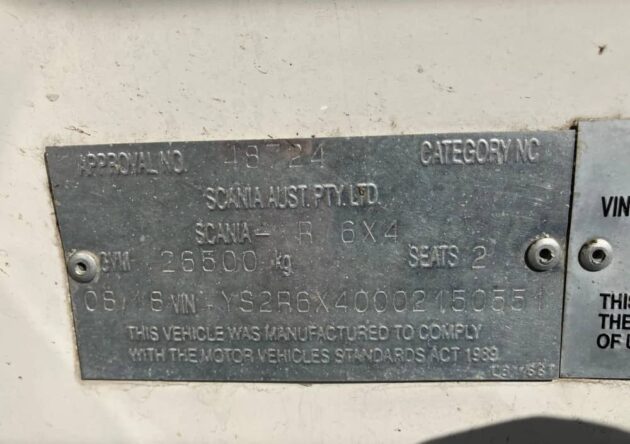 APPROVAL NO. 48724 CATEGORY NC
SCANIA AUST. PTY. LTD.
SCANIA - R 6X4
GVM 26500 kg. SEATS 2
08/16 VIN - YS2R6X40002150551
THIS VEHICLE WAS MANUFACTURED TO COMPLY
WITH THE MOTOR VEHICLES STANDARDS ACT 1989
VIN
THIS
THE
OF